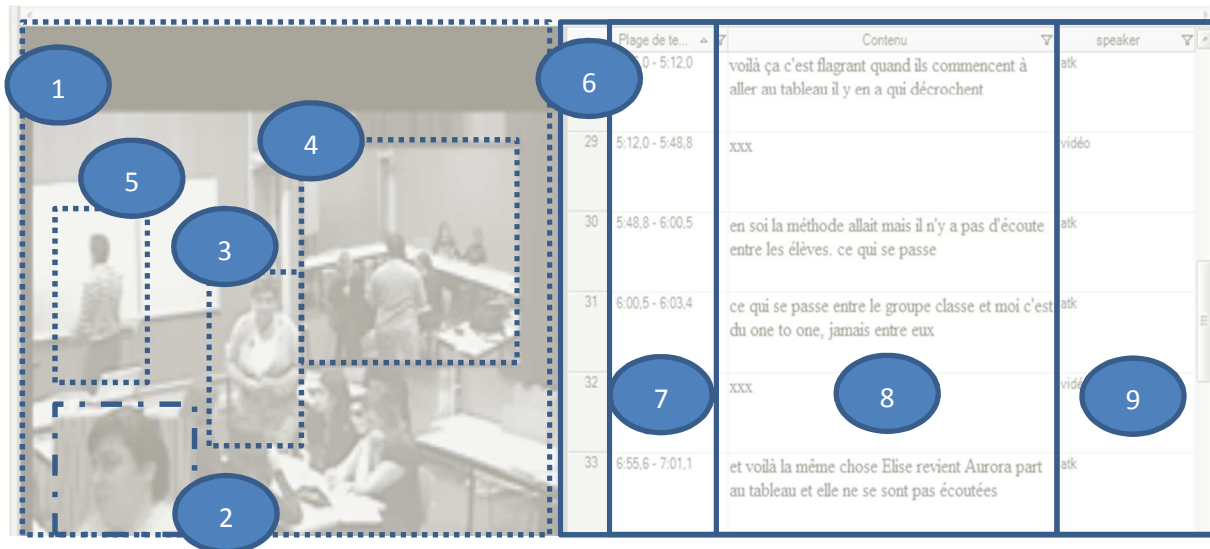 1
2
3
4
5
6
7
8
9
Plage de te... Contenu speaker
0 - 5:12,0 voilà ça c'est flagrant quand ils commencent à atk
aller au tableau il y en a qui décrochent
29 5:12,0 - 5:48,8 xxx vidéo
30 5:48,8 - 6:00,5 en soi la méthode allait mais il n'y a pas d'écoute atk
entre les élèves. ce qui se passe
31 6:00,5 - 6:03,4 ce qui se passe entre le groupe classe et moi c'est atk
du one to one, jamais entre eux
32 xxx
33 6:55,6 - 7:01,1 et voilà la même chose Elise revient Aurora part atk
au tableau et elle ne se sont pas écoutées